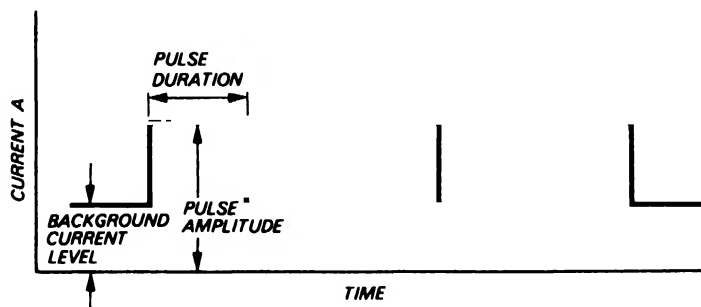 PULSE
DURATION
CURRENT A
BACKGROUND
CURRENT
LEVEL
PULSE
AMPLITUDE
TIME